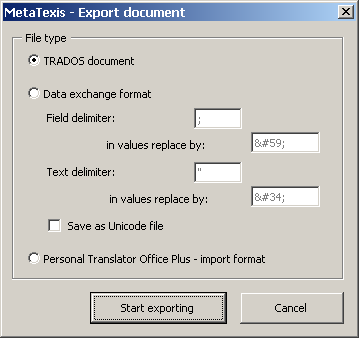 MetaTexis - Export document
File type
TRADOS document
Data exchange format
Field delimiter: ;
in values replace by: &#59;
Text delimiter: "
in values replace by: &#34;
Save as Unicode file
Personal Translator Office Plus - import format
Start exporting Cancel